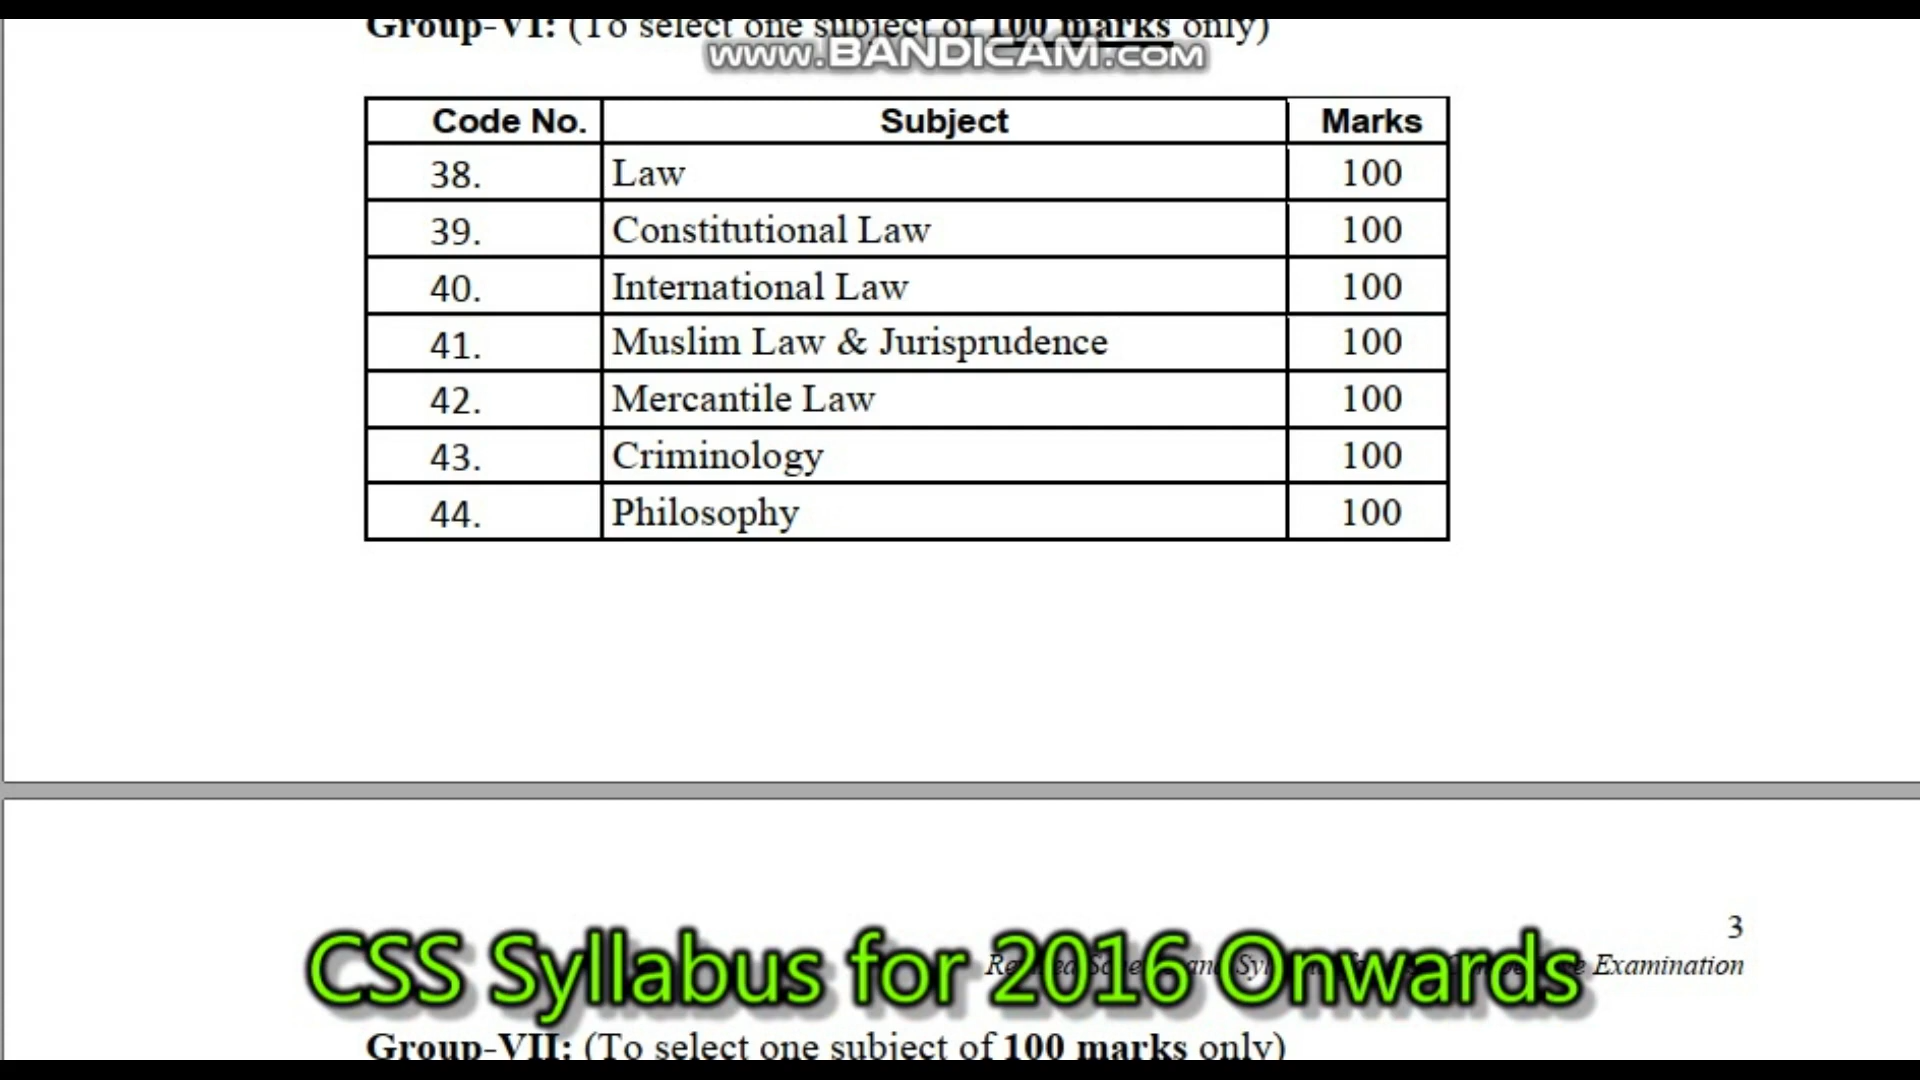 Group-VI: (To select one subject of 100 marks only)
www.BANDICAM.com
Code No. Subject Marks
38. Law 100
39. Constitutional Law 100
40. International Law 100
41. Muslim Law & Jurisprudence 100
42. Mercantile Law 100
43. Criminology 100
44. Philosophy 100
3
Examination
CSS Syllabus for 2016 Onwards
Group-VII: (To select one subject of 100 marks only)